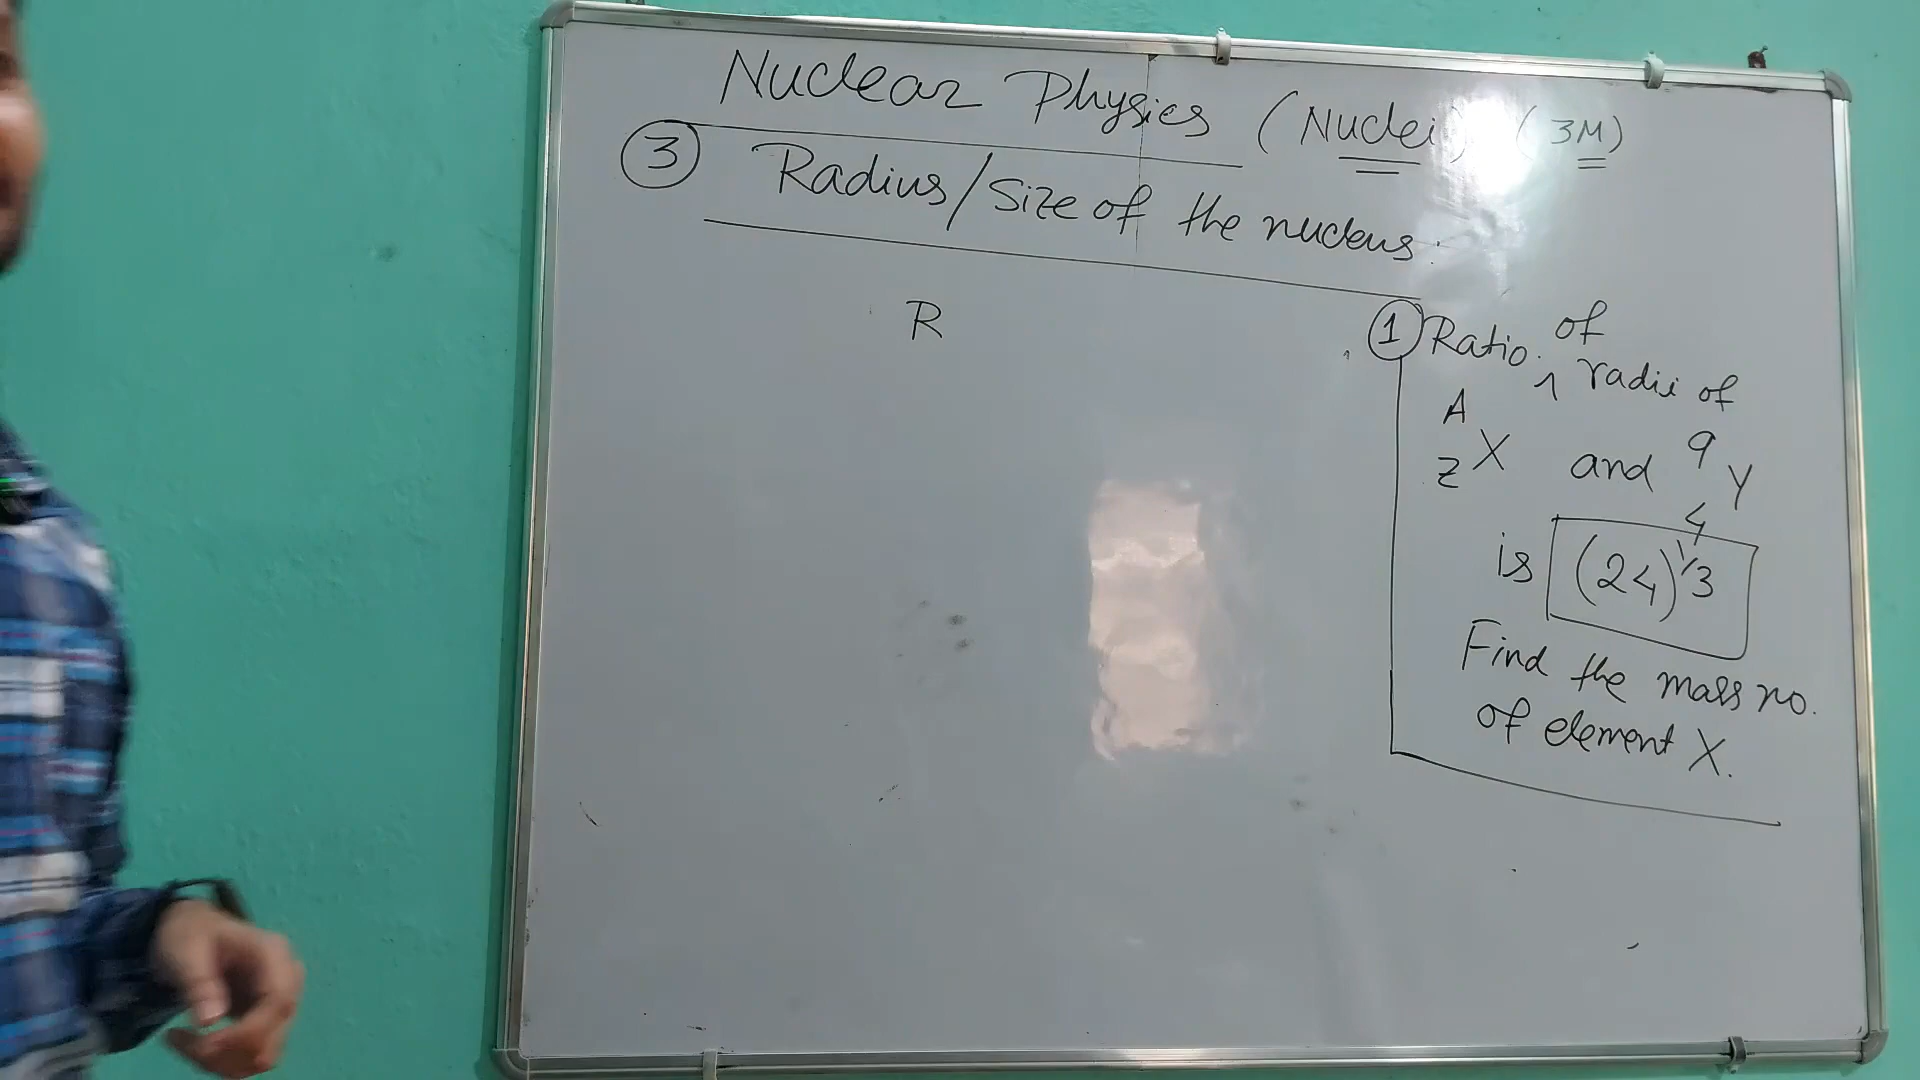 Nuclear Physics (Nuclei) (3M)
③ Radius/Size of the nucleus.
R
① Ratio of radii of
A
Z X and 9
4 Y
is (24)^1/3
Find the mass no.
of element X.